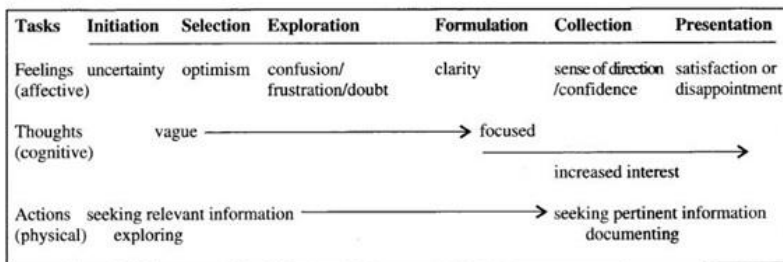 Tasks Initiation Selection Exploration Formulation Collection Presentation
Feelings uncertainty optimism confusion/ clarity sense of direction satisfaction or
(affective) frustration/doubt /confidence disappointment
Thoughts vague focused
(cognitive)
increased interest
Actions seeking relevant information seeking pertinent information
(physical) exploring documenting